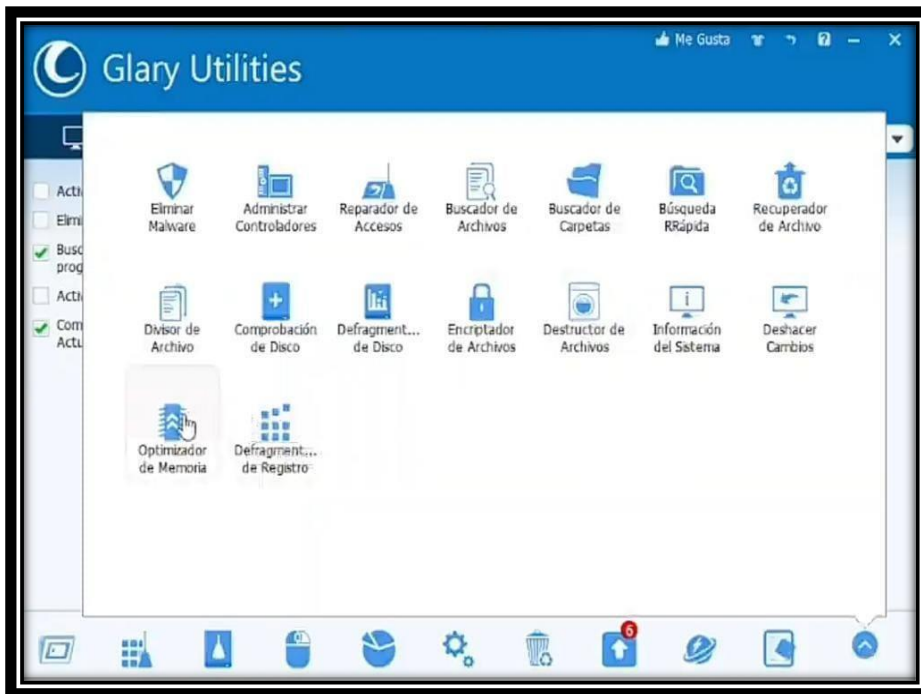 Me Gusta
Glary Utilities
Eliminar
Malware
Administrar
Controladores
Reparador de
Accesos
Buscador de
Archivos
Buscador de
Carpetas
Búsqueda
RRápida
Recuperador
de Archivo
Acti
Elimi
Busc
prog
Acti
Com
Actu
Divisor de
Archivo
Comprobación
de Disco
Defragment...
de Disco
Encriptador
de Archivos
Destructor de
Archivos
Información
del Sistema
Deshacer
Cambios
Optimizador
de Memoria
Defragment...
de Registro
6